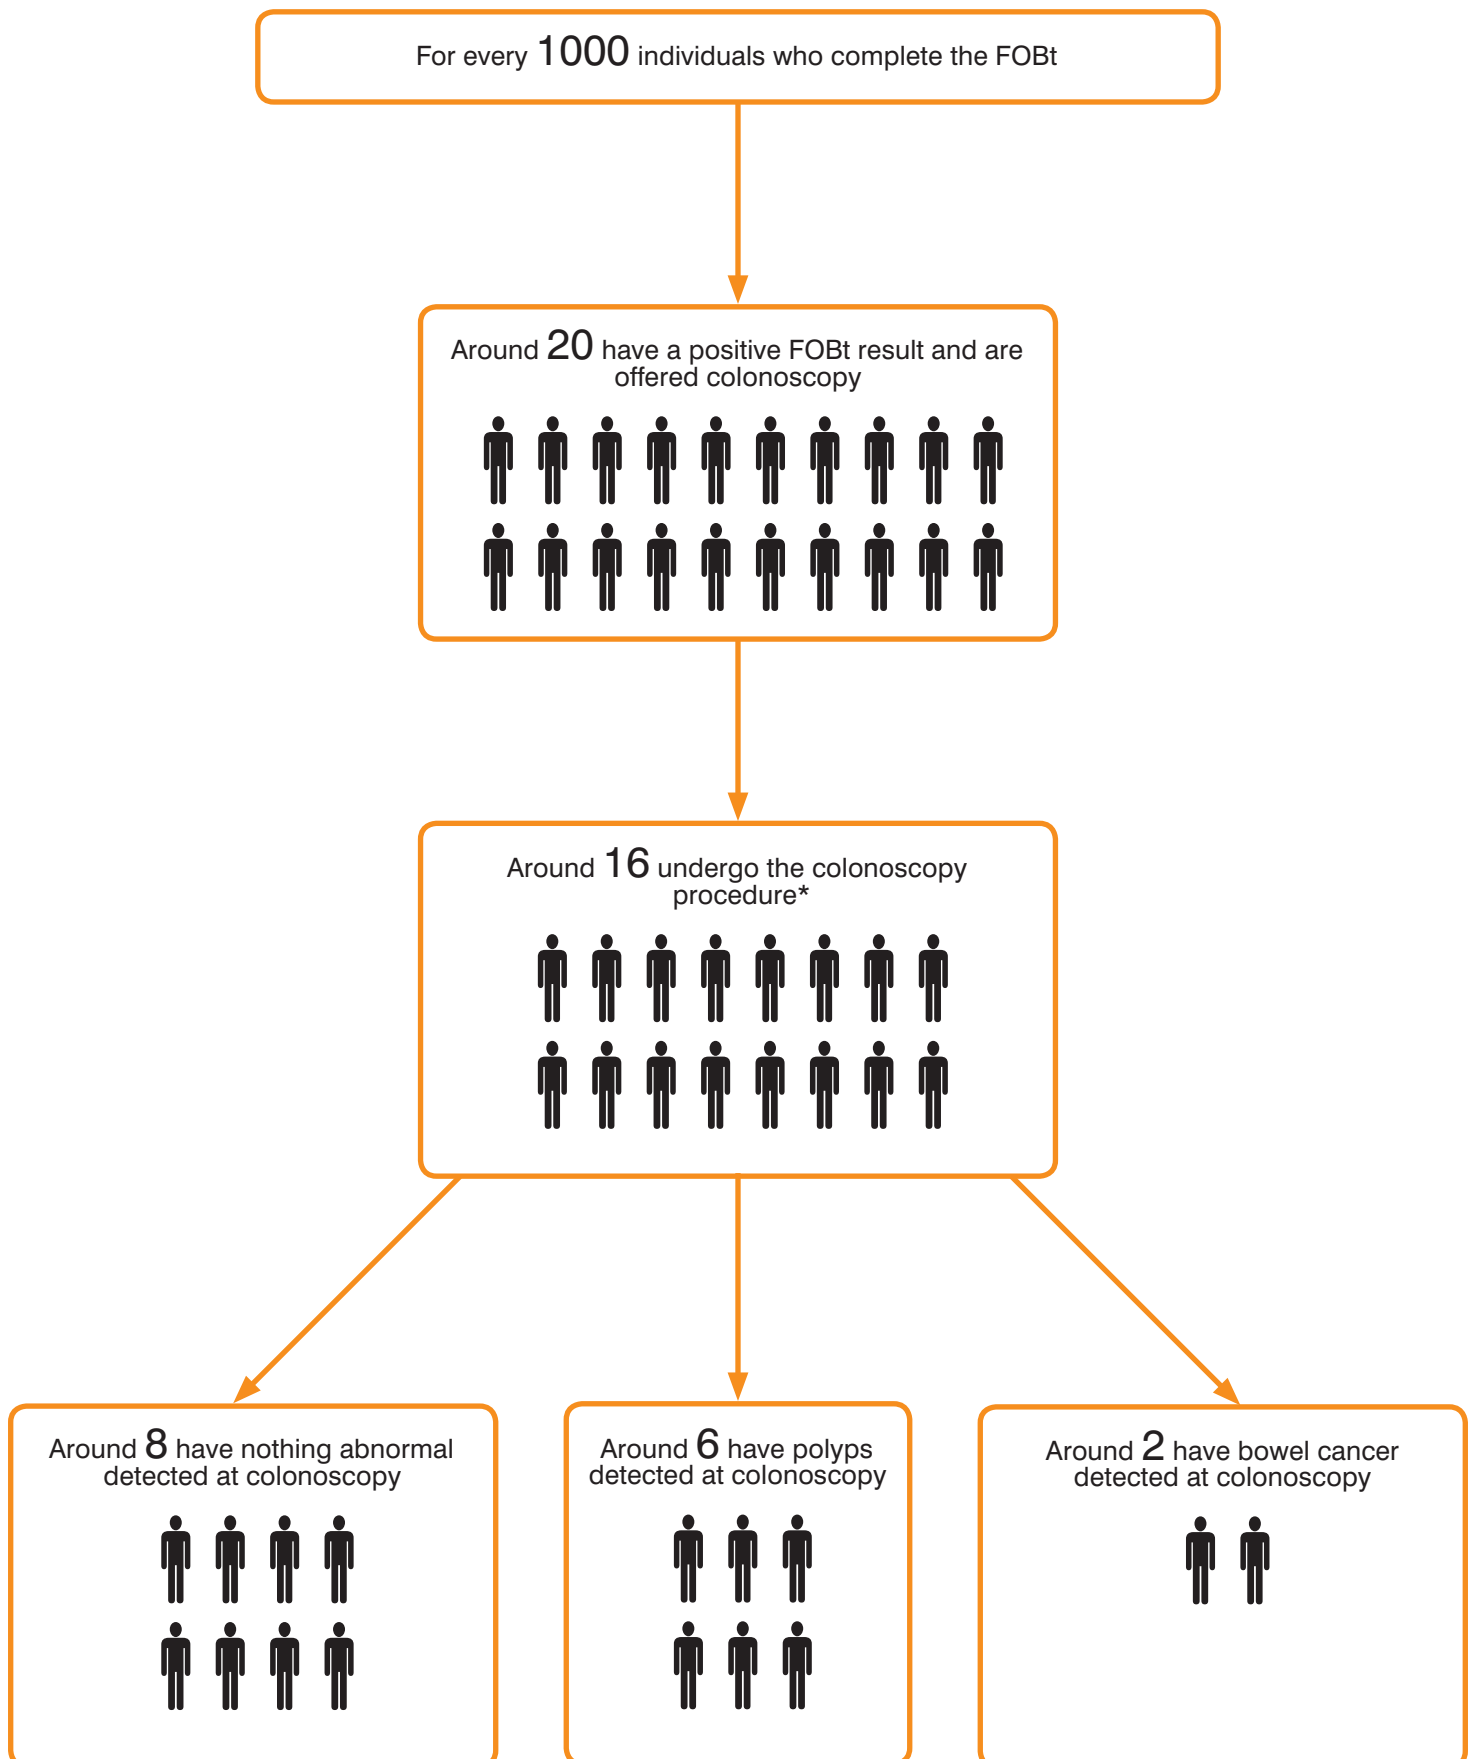 For every 1000 individuals who complete the FOBt
Around 20 have a positive FOBt result and are
offered colonoscopy
Around 16 undergo the colonoscopy
procedure*
Around 8 have nothing abnormal
detected at colonoscopy
Around 6 have polyps
detected at colonoscopy
Around 2 have bowel cancer
detected at colonoscopy